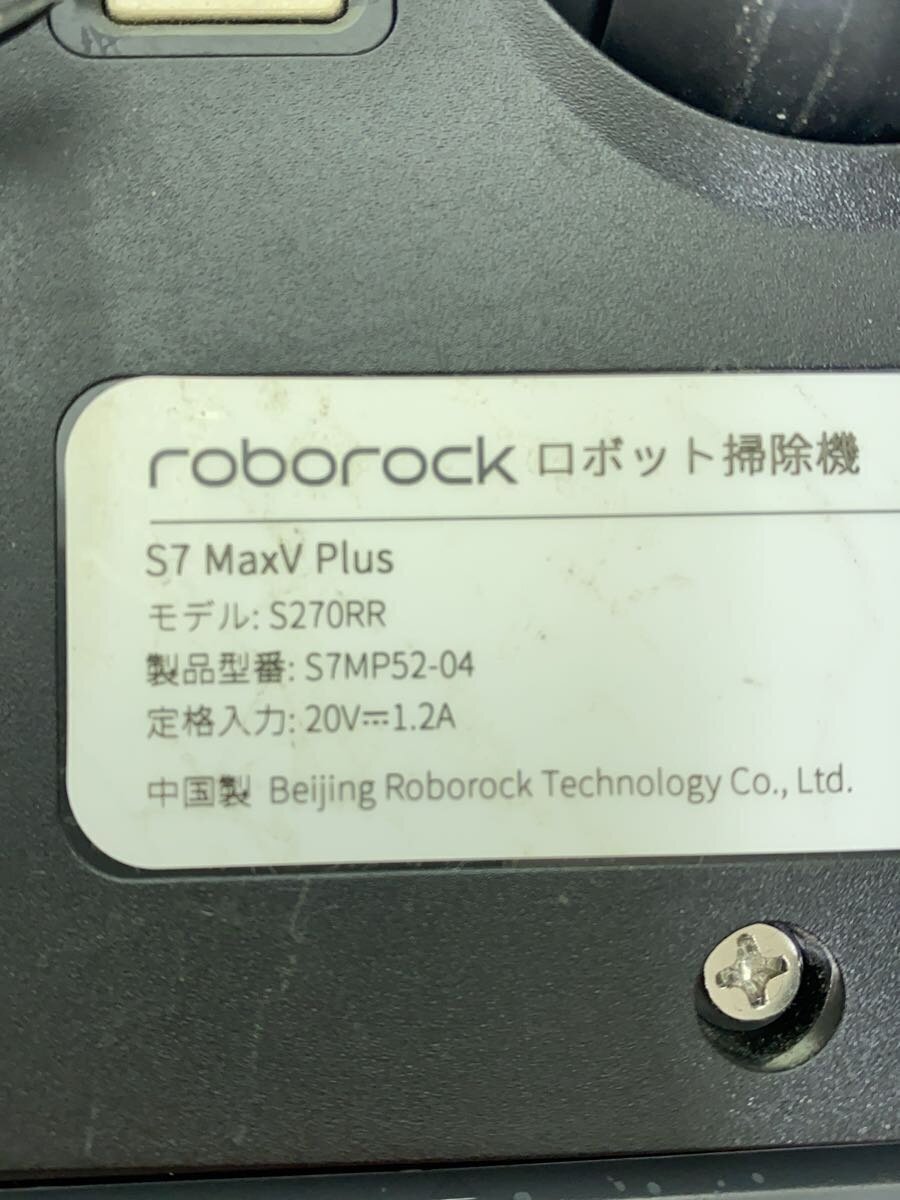 roborock ロボット掃除機
S7 MaxV Plus
モデル: S270RR
製品型番: S7MP52-04
定格入力: 20V⎓1.2A
中国製 Beijing Roborock Technology Co., Ltd.